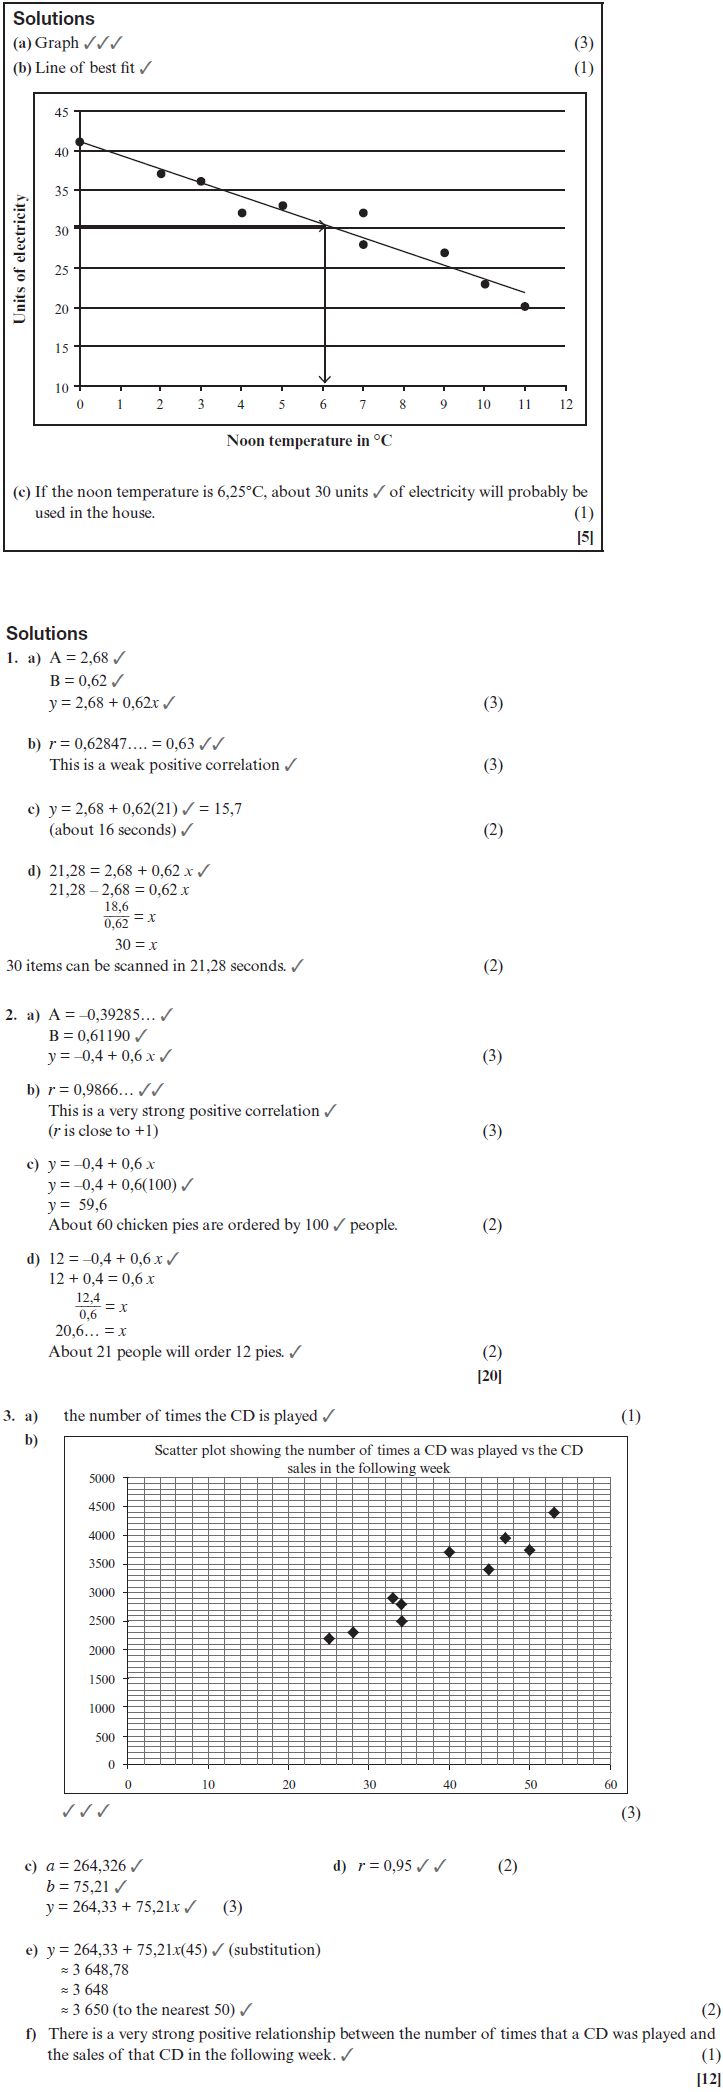 Solutions
(a) Graph ✓✓✓ (3)
(b) Line of best fit ✓ (1)
45
40
35
30
25
20
15
10
Units of electricity
0 1 2 3 4 5 6 7 8 9 10 11 12
Noon temperature in °C
(c) If the noon temperature is 6,25°C, about 30 units ✓ of electricity will probably be
used in the house. (1)
[5]
Solutions
1. a) A = 2,68 ✓
B = 0,62 ✓
y = 2,68 + 0,62x ✓ (3)
b) r = 0,62847.... = 0,63 ✓✓
This is a weak positive correlation ✓ (3)
c) y = 2,68 + 0,62(21) ✓ = 15,7
(about 16 seconds) ✓ (2)
d) 21,28 = 2,68 + 0,62 x ✓
21,28 – 2,68 = 0,62 x
18,6
0,62 = x
30 = x
30 items can be scanned in 21,28 seconds. ✓ (2)
2. a) A = –0,39285... ✓
B = 0,61190 ✓
y = –0,4 + 0,6 x ✓ (3)
b) r = 0,9866... ✓✓
This is a very strong positive correlation ✓
(r is close to +1) (3)
c) y = –0,4 + 0,6 x
y = –0,4 + 0,6(100) ✓
y = 59,6
About 60 chicken pies are ordered by 100 ✓ people. (2)
d) 12 = –0,4 + 0,6 x ✓
12 + 0,4 = 0,6 x
12,4
0,6 = x
20,6... = x
About 21 people will order 12 pies. ✓ (2)
[20]
3. a) the number of times the CD is played ✓ (1)
b)
Scatter plot showing the number of times a CD was played vs the CD
sales in the following week
5000
4500
4000
3500
3000
2500
2000
1500
1000
500
0
0 10 20 30 40 50 60
✓✓✓ (3)
c) a = 264,326 ✓ d) r = 0,95 ✓✓ (2)
b = 75,21 ✓
y = 264,33 + 75,21x ✓ (3)
e) y = 264,33 + 75,21x(45) ✓ (substitution)
≈ 3 648,78
≈ 3 648
≈ 3 650 (to the nearest 50) ✓ (2)
f) There is a very strong positive relationship between the number of times that a CD was played and
the sales of that CD in the following week. ✓ (1)
[12]